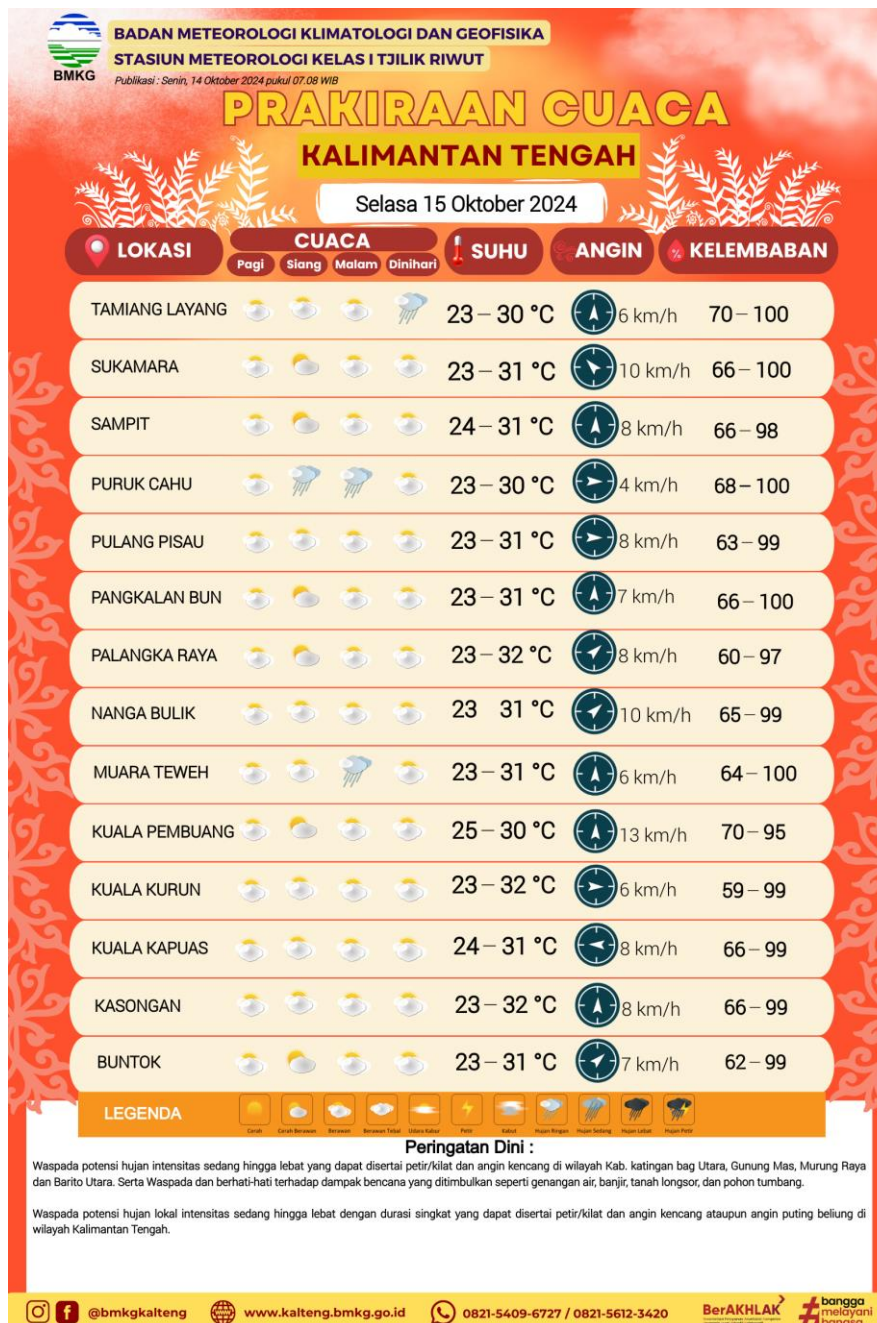 BMKG
BADAN METEOROLOGI KLIMATOLOGI DAN GEOFISIKA
STASIUN METEOROLOGI KELAS I TJILIK RIWUT
Publikasi : Senin, 14 Oktober 2024 pukul 07.08 WIB
PRAKIRAAN CUACA
KALIMANTAN TENGAH
Selasa 15 Oktober 2024
LOKASI CUACA SUHU ANGIN KELEMBABAN
Pagi Siang Malam Dinihari
TAMIANG LAYANG 23 – 30 °C 6 km/h 70 – 100
SUKAMARA 23 – 31 °C 10 km/h 66 – 100
SAMPIT 24 – 31 °C 8 km/h 66 – 98
PURUK CAHU 23 – 30 °C 4 km/h 68 – 100
PULANG PISAU 23 – 31 °C 8 km/h 63 – 99
PANGKALAN BUN 23 – 31 °C 7 km/h 66 – 100
PALANGKA RAYA 23 – 32 °C 8 km/h 60 – 97
NANGA BULIK 23 31 °C 10 km/h 65 – 99
MUARA TEWEH 23 – 31 °C 6 km/h 64 – 100
KUALA PEMBUANG 25 – 30 °C 13 km/h 70 – 95
KUALA KURUN 23 – 32 °C 6 km/h 59 – 99
KUALA KAPUAS 24 – 31 °C 8 km/h 66 – 99
KASONGAN 23 – 32 °C 8 km/h 66 – 99
BUNTOK 23 – 31 °C 7 km/h 62 – 99
LEGENDA
Cerah Cerah Berawan Berawan Berawan Tebal Udara Kabur Petir Kabut Hujan Ringan Hujan Sedang Hujan Lebat Hujan Petir
Peringatan Dini :
Waspada potensi hujan intensitas sedang hingga lebat yang dapat disertai petir/kilat dan angin kencang di wilayah Kab. katingan bag Utara, Gunung Mas, Murung Raya
dan Barito Utara. Serta Waspada dan berhati-hati terhadap dampak bencana yang ditimbulkan seperti genangan air, banjir, tanah longsor, dan pohon tumbang.
Waspada potensi hujan lokal intensitas sedang hingga lebat dengan durasi singkat yang dapat disertai petir/kilat dan angin kencang ataupun angin puting beliung di
wilayah Kalimantan Tengah.
@bmkgkalteng www.kalteng.bmkg.go.id 0821-5409-6727 / 0821-5612-3420 BerAKHLAK
#bangga
melayani
bangsa